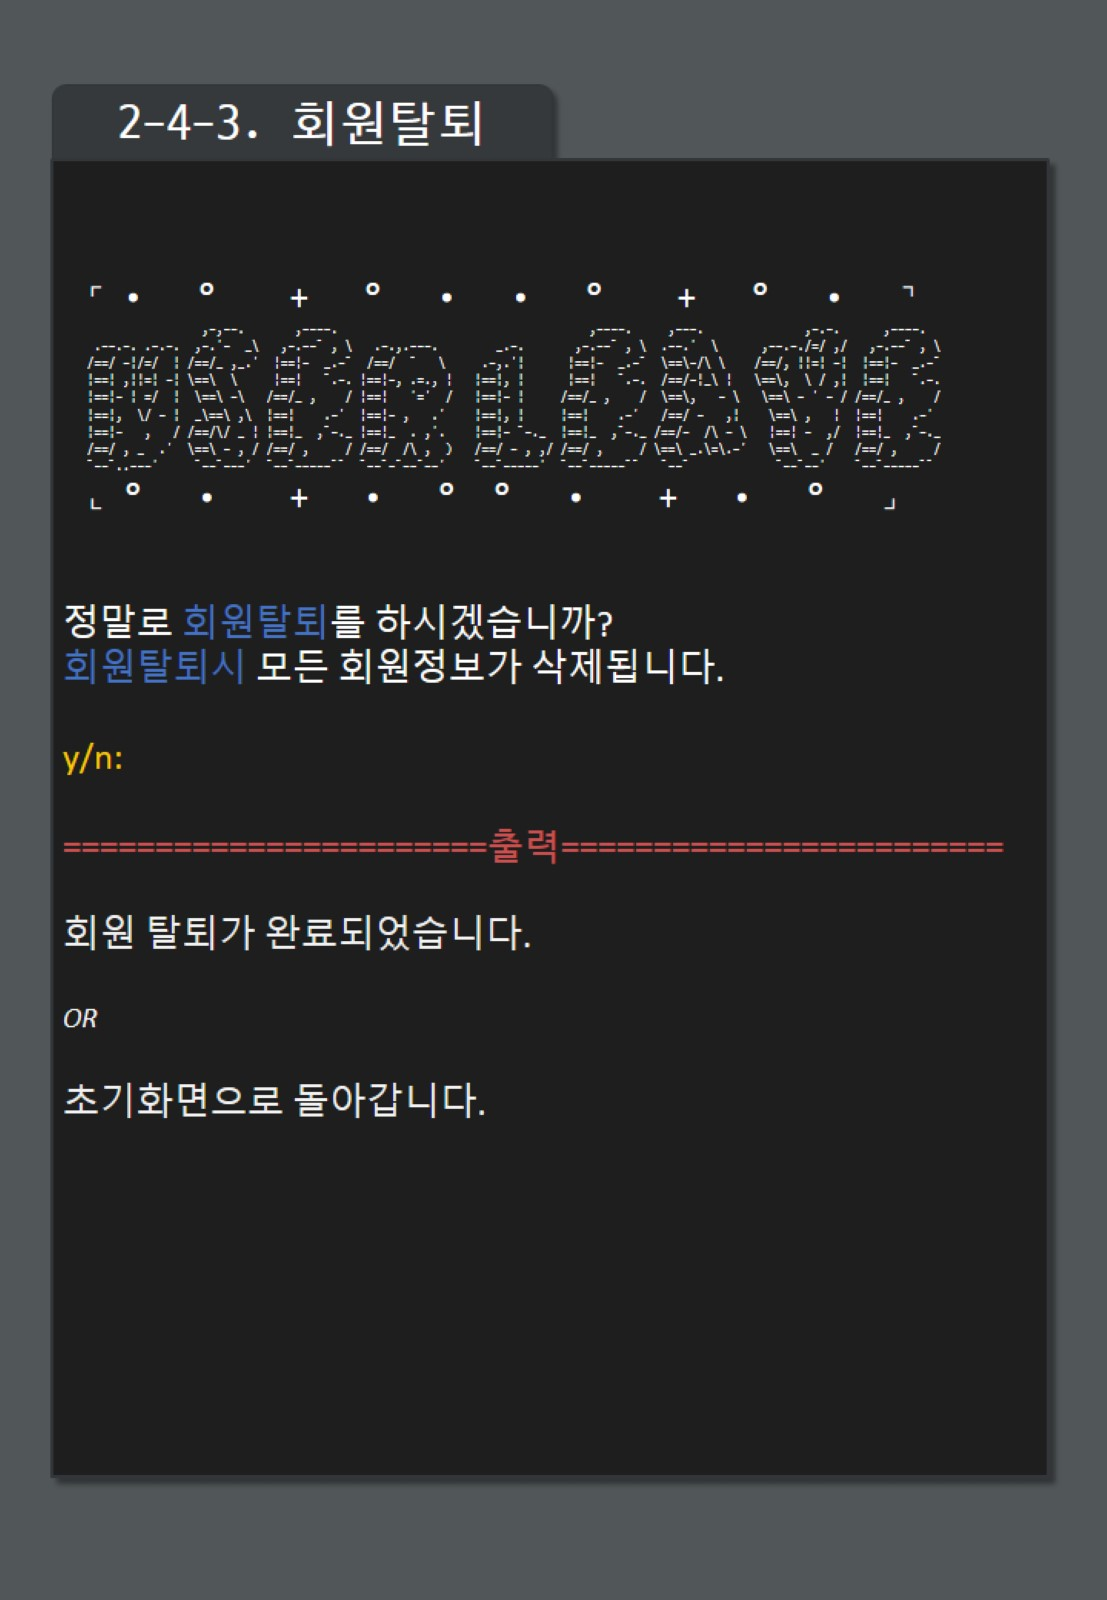 2-4-3. 회원탈퇴
USER LEAVE
정말로 회원탈퇴를 하시겠습니까?
회원탈퇴시 모든 회원정보가 삭제됩니다.
y/n:
=======================출력========================
회원 탈퇴가 완료되었습니다.
OR
초기화면으로 돌아갑니다.